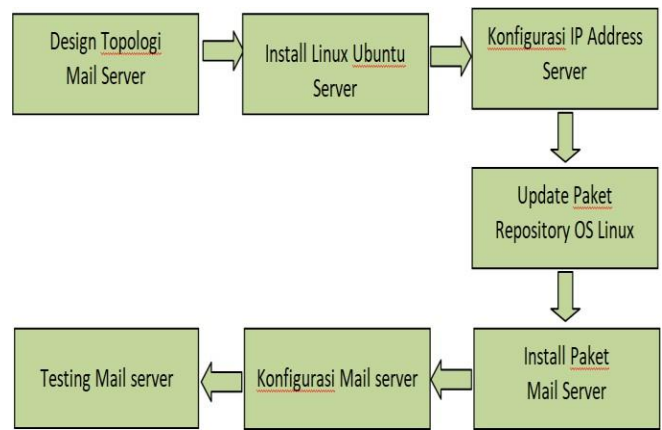 Design Topologi
Mail Server
Install Linux Ubuntu
Server
Konfigurasi IP Address
Server
Update Paket
Repository OS Linux
Install Paket
Mail Server
Konfigurasi Mail server
Testing Mail server